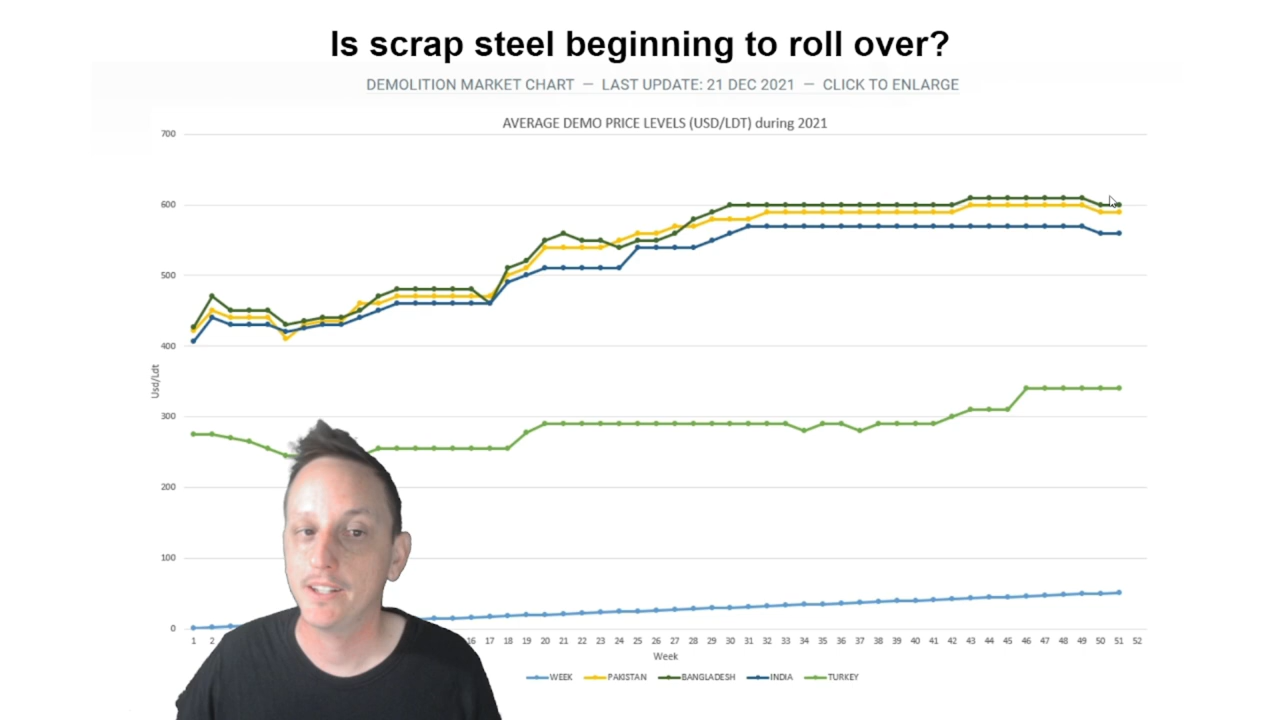 Is scrap steel beginning to roll over?
DEMOLITION MARKET CHART — LAST UPDATE: 21 DEC 2021 — CLICK TO ENLARGE
AVERAGE DEMO PRICE LEVELS (USD/LDT) during 2021
700
600
500
400
300
200
100
0
Usd/Ldt
1 2 16 17 18 19 20 21 22 23 24 25 26 27 28 29 30 31 32 33 34 35 36 37 38 39 40 41 42 43 44 45 46 47 48 49 50 51 52
Week
WEEK PAKISTAN BANGLADESH INDIA TURKEY